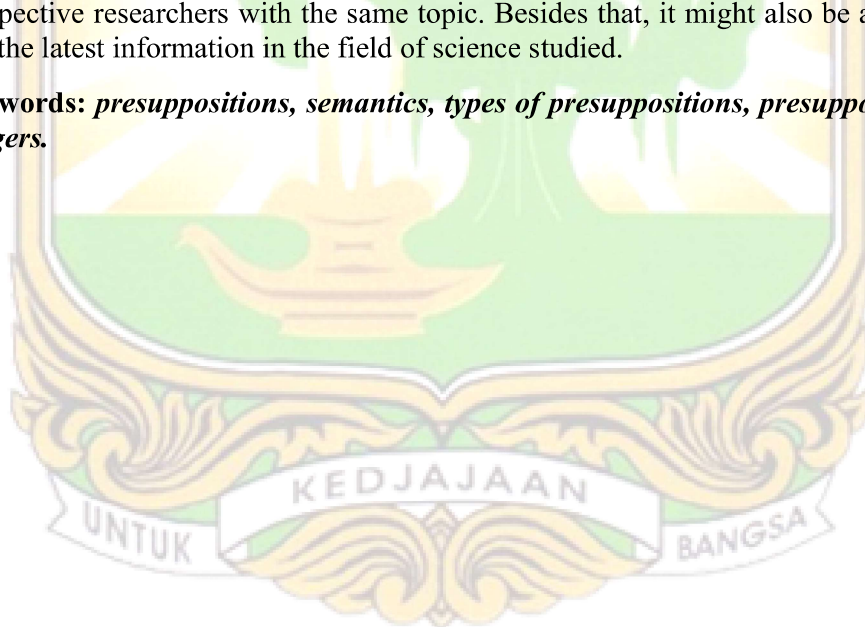 pective researchers with the same topic. Besides that, it might also be a
the latest information in the field of science studied.
words: presuppositions, semantics, types of presuppositions, presuppo
gers.
KEDJAJAAN
UNTUK
BANGSA